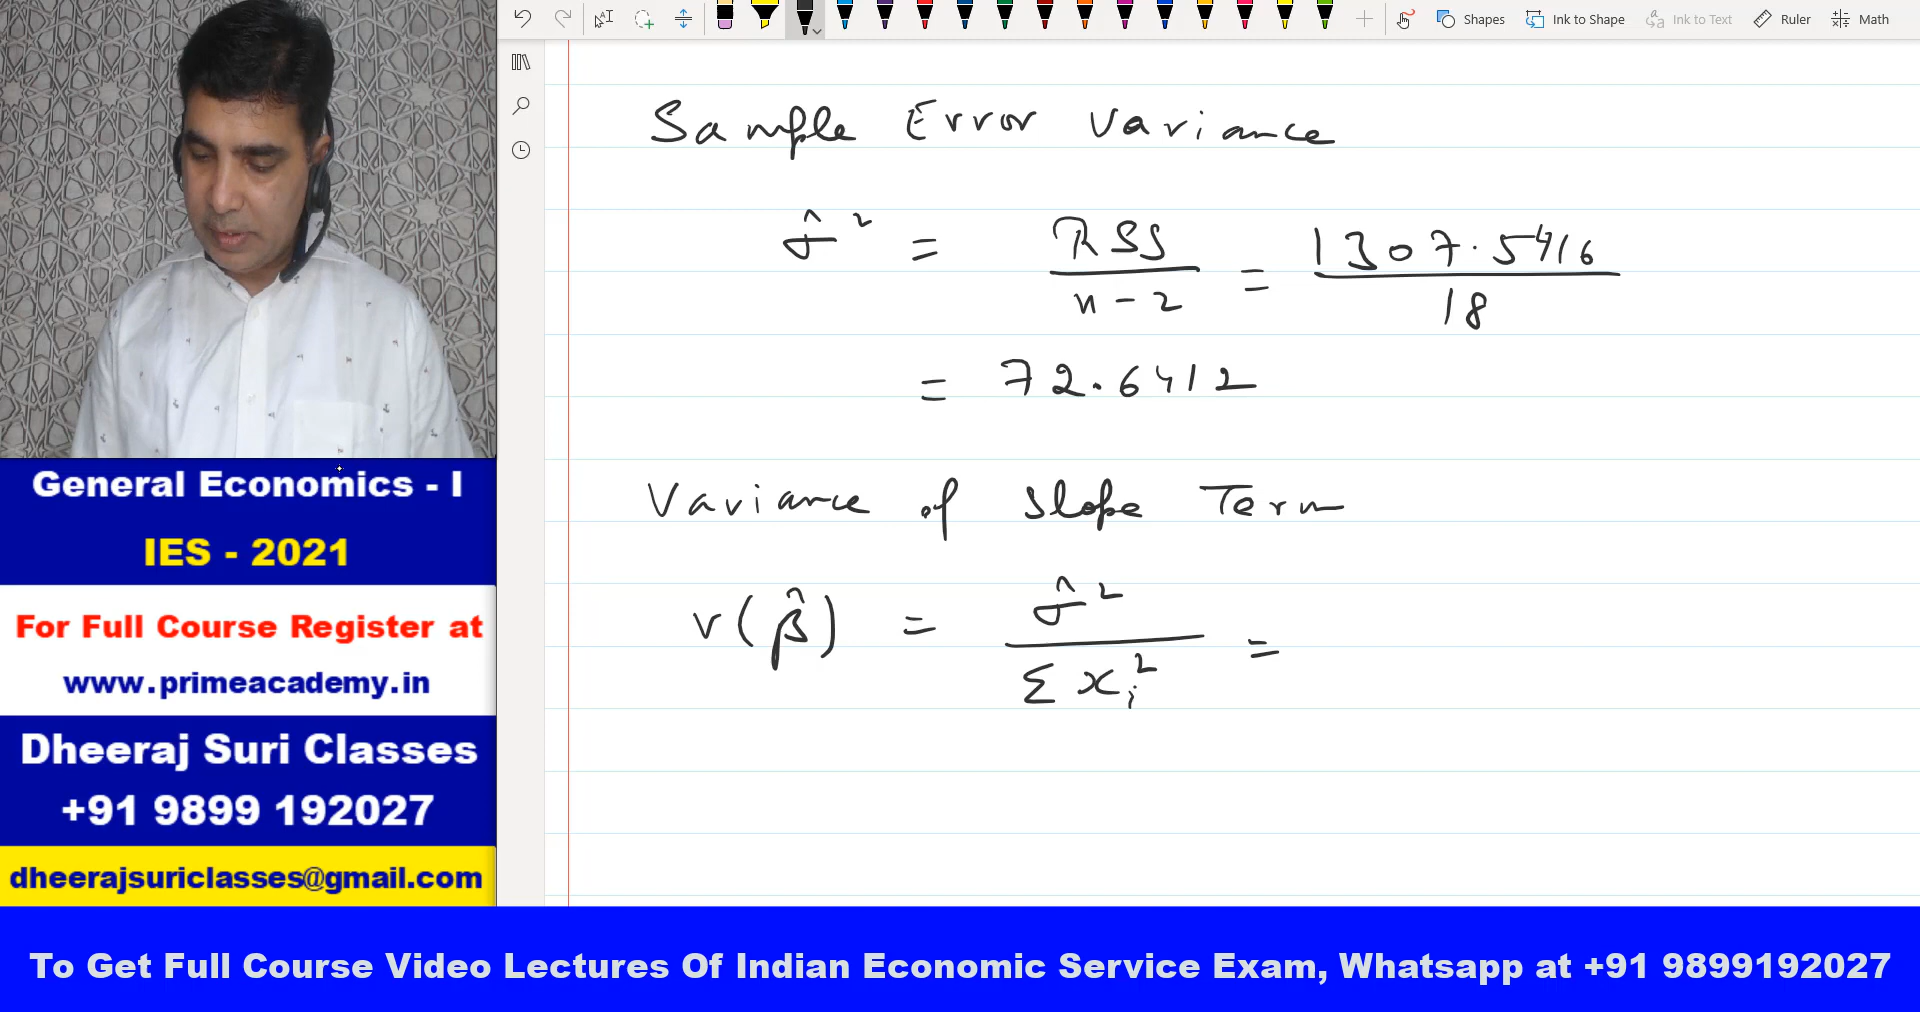 Shapes Ink to Shape Ink to Text Ruler Math
Sample Error Variance
σ̂² = RSS / n - 2 = 1307.5416 / 18
= 72.6412
Variance of Slope Term
v(β̂) = σ̂² / Σ xᵢ² =
General Economics - I
IES - 2021
For Full Course Register at
www.primeacademy.in
Dheeraj Suri Classes
+91 9899 192027
dheerajsuriclasses@gmail.com
To Get Full Course Video Lectures Of Indian Economic Service Exam, Whatsapp at +91 9899192027